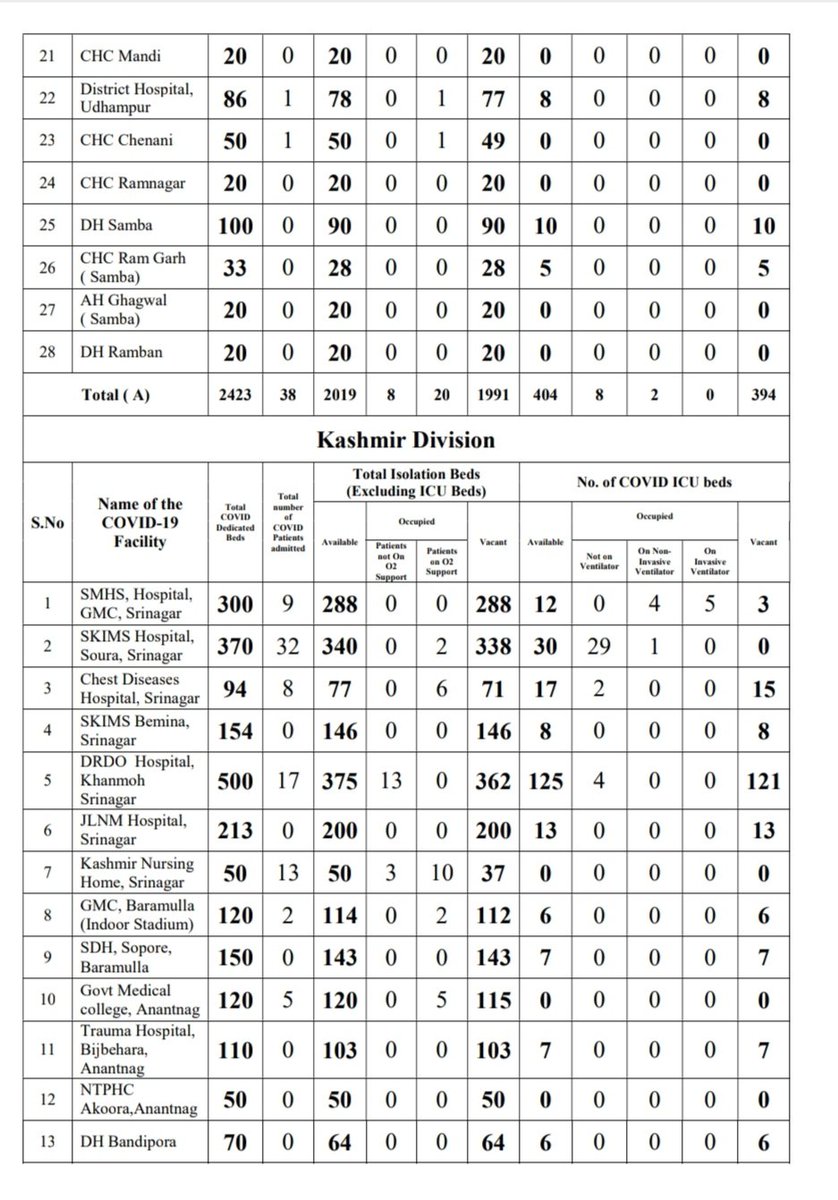 21 CHC Mandi 20 0 20 0 0 20 0 0 0 0 0
22 District Hospital, Udhampur 86 1 78 0 1 77 8 0 0 0 8
23 CHC Chenani 50 1 50 0 1 49 0 0 0 0 0
24 CHC Ramnagar 20 0 20 0 0 20 0 0 0 0 0
25 DH Samba 100 0 90 0 0 90 10 0 0 0 10
26 CHC Ram Garh ( Samba) 33 0 28 0 0 28 5 0 0 0 5
27 AH Ghagwal ( Samba) 20 0 20 0 0 20 0 0 0 0 0
28 DH Ramban 20 0 20 0 0 20 0 0 0 0 0
Total ( A) 2423 38 2019 8 20 1991 404 8 2 0 394
Kashmir Division
S.No
Name of the COVID-19 Facility
Total COVID Dedicated Beds
Total number of COVID Patients admitted
Total Isolation Beds (Excluding ICU Beds)
No. of COVID ICU beds
Available
Occupied
Patients not On O2 Support
Patients on O2 Support
Vacant
Available
Occupied
Not on Ventilator
On Non-Invasive Ventilator
On Invasive Ventilator
Vacant
1 SMHS, Hospital, GMC, Srinagar 300 9 288 0 0 288 12 0 4 5 3
2 SKIMS Hospital, Soura, Srinagar 370 32 340 0 2 338 30 29 1 0 0
3 Chest Diseases Hospital, Srinagar 94 8 77 0 6 71 17 2 0 0 15
4 SKIMS Bemina, Srinagar 154 0 146 0 0 146 8 0 0 0 8
5 DRDO Hospital, Khanmoh Srinagar 500 17 375 13 0 362 125 4 0 0 121
6 JLNM Hospital, Srinagar 213 0 200 0 0 200 13 0 0 0 13
7 Kashmir Nursing Home, Srinagar 50 13 50 3 10 37 0 0 0 0 0
8 GMC, Baramulla (Indoor Stadium) 120 2 114 0 2 112 6 0 0 0 6
9 SDH, Sopore, Baramulla 150 0 143 0 0 143 7 0 0 0 7
10 Govt Medical college, Anantnag 120 5 120 0 5 115 0 0 0 0 0
11 Trauma Hospital, Bijbehara, Anantnag 110 0 103 0 0 103 7 0 0 0 7
12 NTPHC Akoora,Anantnag 50 0 50 0 0 50 0 0 0 0 0
13 DH Bandipora 70 0 64 0 0 64 6 0 0 0 6